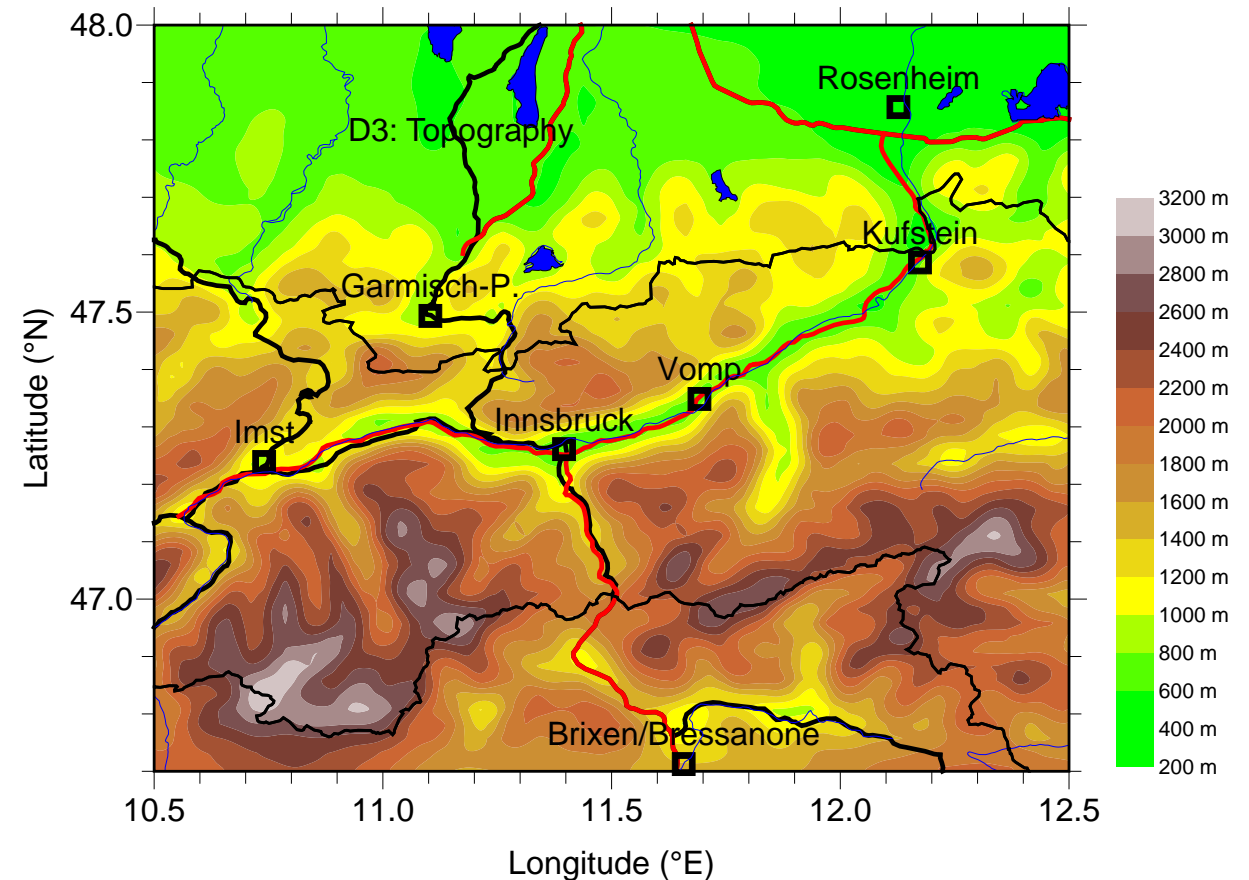 48.0
Rosenheim
D3: Topography
3200 m
Kufstein
3000 m
2800 m
Garmisch-P.
2600 m
47.5
2400 m
Vomp
2200 m
Innsbruck
2000 m
Imst
1800 m
1600 m
1400 m
1200 m
47.0
1000 m
800 m
600 m
400 m
Brixen/Bressanone
200 m
10.5 11.0 11.5 12.0 12.5
Longitude (°E)
Latitude (°N)